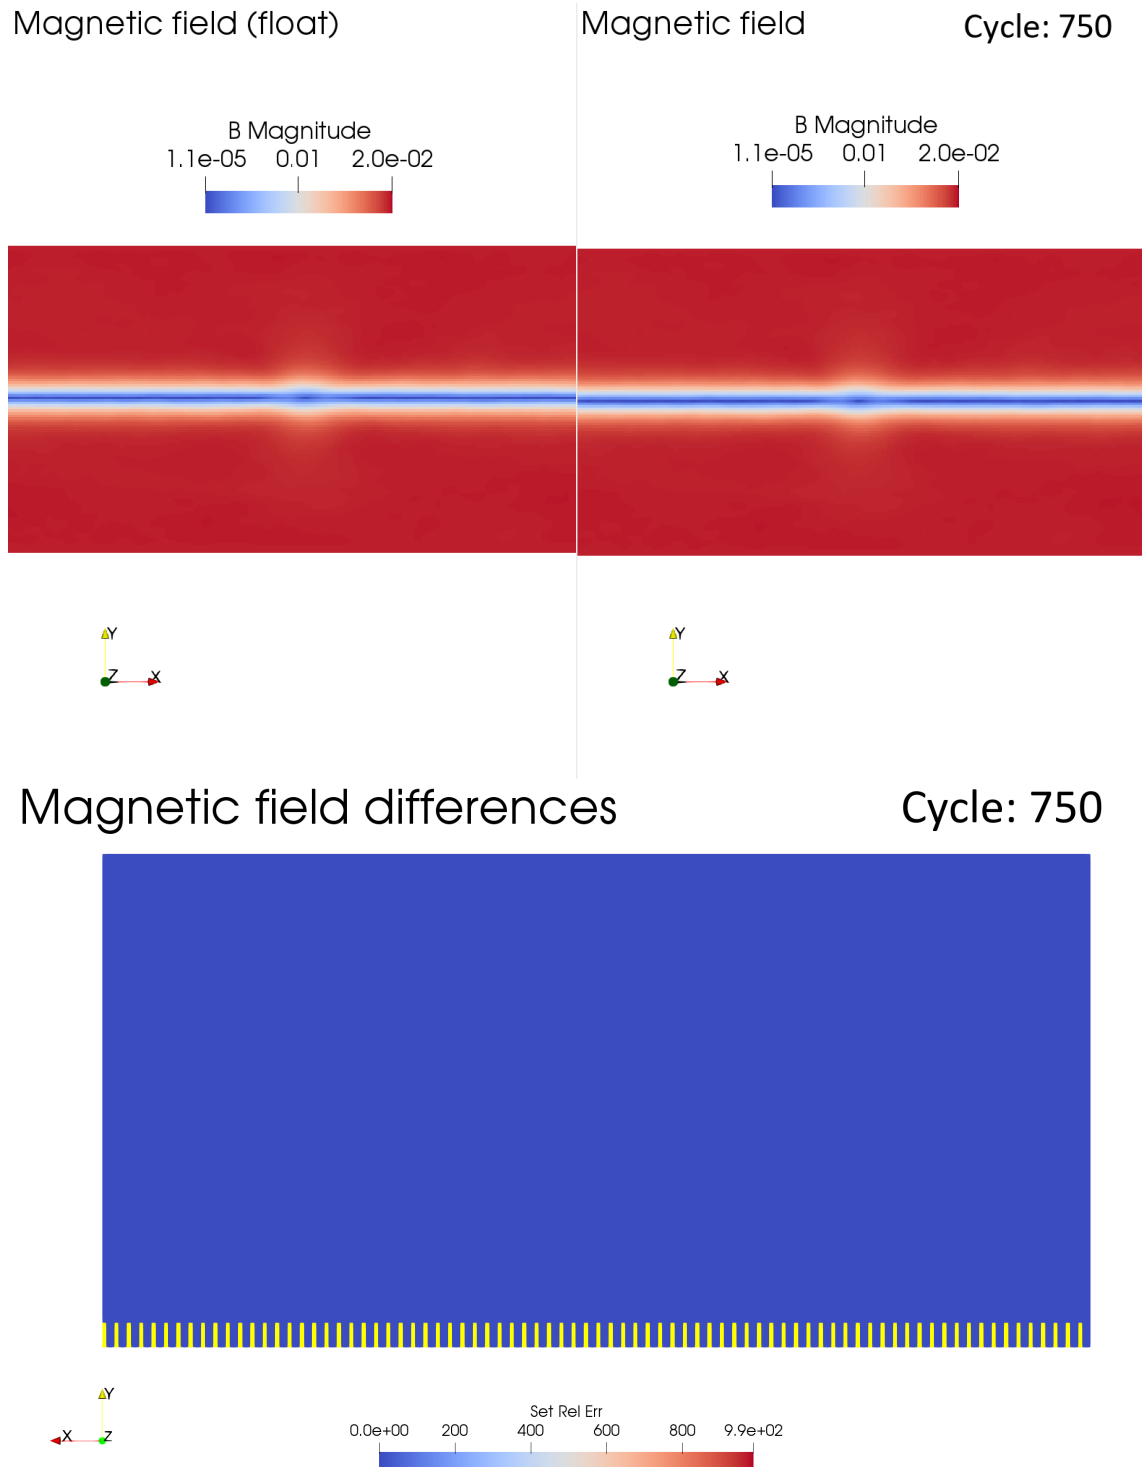 Magnetic field (float)
Magnetic field
Cycle: 750
B Magnitude
1.1e-05 0.01 2.0e-02
B Magnitude
1.1e-05 0.01 2.0e-02
Y
Z X
Y
Z X
Magnetic field differences
Cycle: 750
Y
X Z
Set Rel Err
0.0e+00 200 400 600 800 9.9e+02